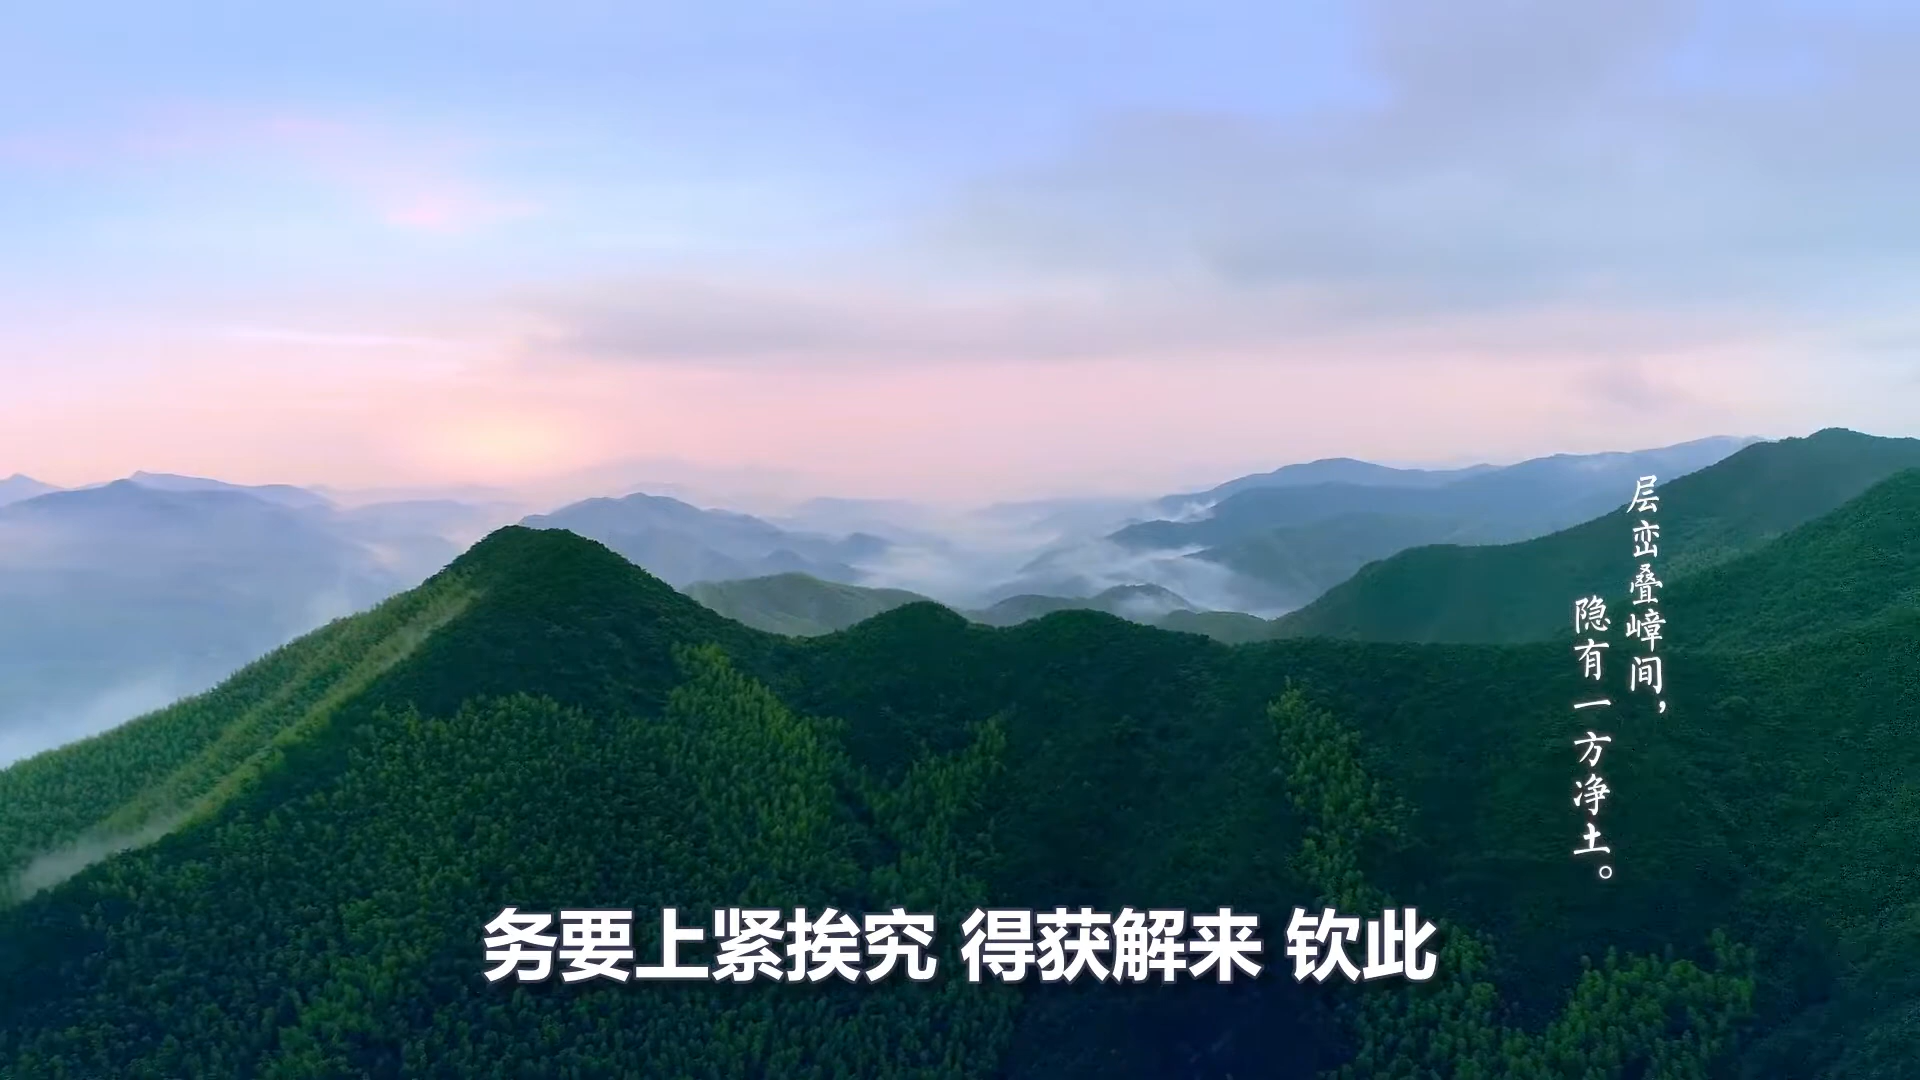 层峦叠嶂间，
隐有一方净土。
务要上紧挨究 得获解来 钦此